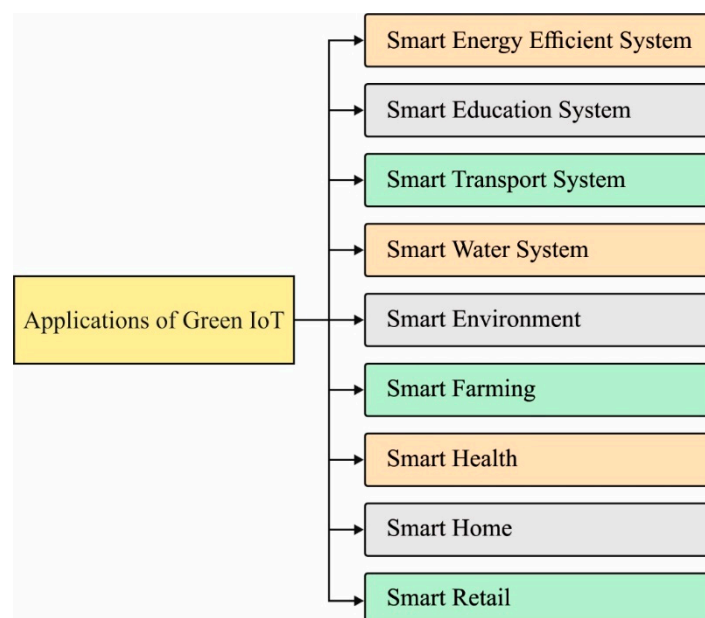 Applications of Green IoT
Smart Energy Efficient System
Smart Education System
Smart Transport System
Smart Water System
Smart Environment
Smart Farming
Smart Health
Smart Home
Smart Retail